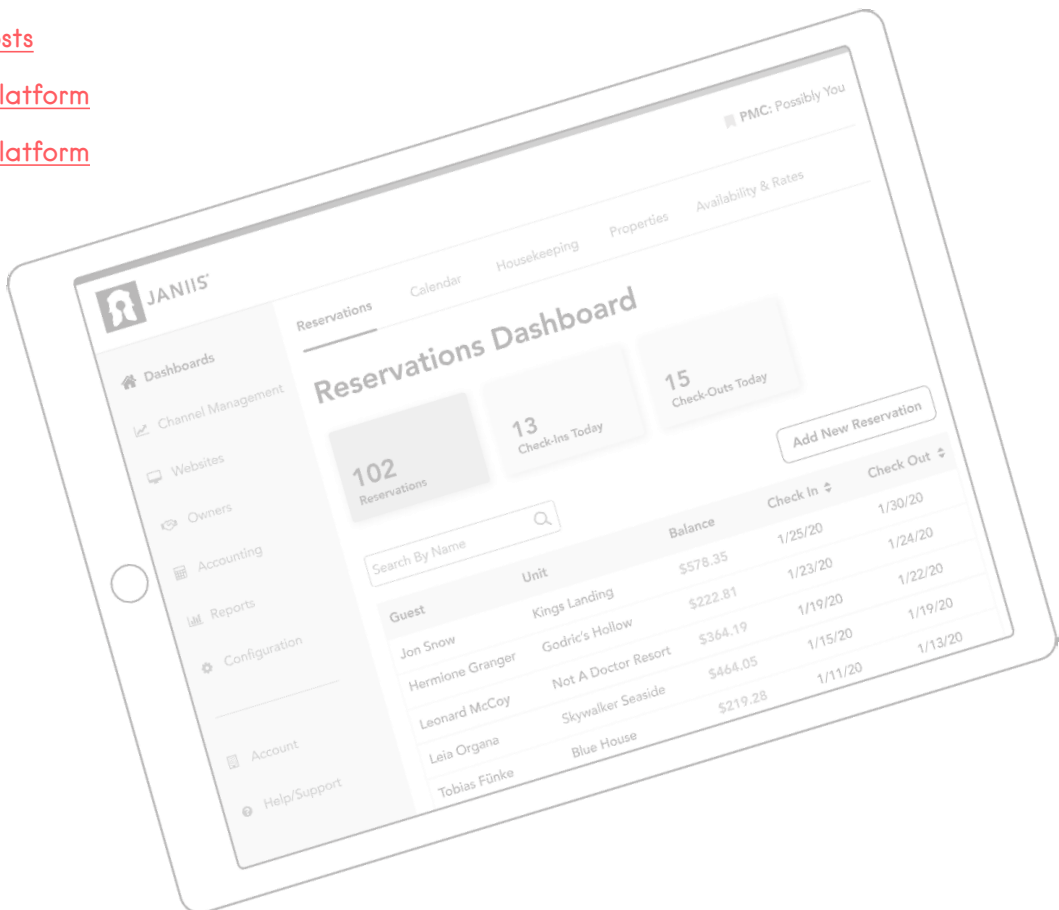 osts
latform
latform
PMC: Possibly You
JANIIS
Reservations Calendar Housekeeping Properties Availability & Rates
Dashboards
Channel Management
Websites
Owners
Accounting
Reports
Configuration
Account
Help/Support
Reservations Dashboard
102
Reservations
13
Check-Ins Today
15
Check-Outs Today
Add New Reservation
Search By Name
Guest Unit Balance Check In Check Out
Jon Snow Kings Landing $578.35 1/25/20 1/30/20
Hermione Granger Godric's Hollow $222.81 1/23/20 1/24/20
Leonard McCoy Not A Doctor Resort $364.19 1/19/20 1/22/20
Leia Organa Skywalker Seaside $464.05 1/15/20 1/19/20
Tobias Fünke Blue House $219.28 1/11/20 1/13/20